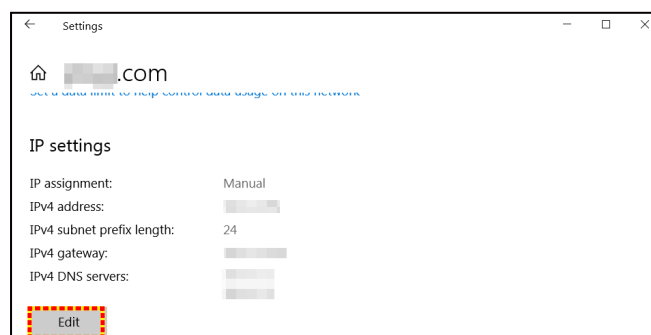 Settings
.com
Set a data limit to help control data usage on this network
IP settings
IP assignment: Manual
IPv4 address:
IPv4 subnet prefix length: 24
IPv4 gateway:
IPv4 DNS servers:
Edit